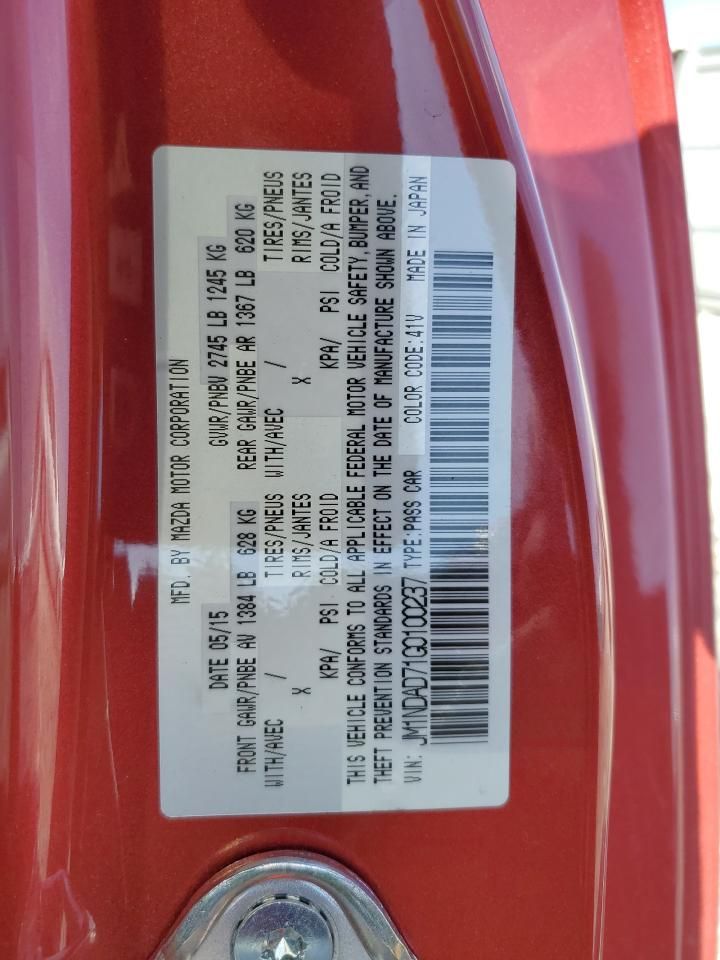 MFD. BY MAZDA MOTOR CORPORATION
DATE 05/15 GVWR/PNBV 2745 LB 1245 KG
FRONT GAWR/PNBE AV 1384 LB 628 KG REAR GAWR/PNBE AR 1367 LB 620 KG
WITH/AVEC / TIRES/PNEUS WITH/AVEC / TIRES/PNEUS
X RIMS/JANTES X RIMS/JANTES
KPA/ PSI COLD/A FROID KPA/ PSI COLD/A FROID
THIS VEHICLE CONFORMS TO ALL APPLICABLE FEDERAL MOTOR VEHICLE SAFETY, BUMPER, AND
THEFT PREVENTION STANDARDS IN EFFECT ON THE DATE OF MANUFACTURE SHOWN ABOVE.
VIN: JM1NDAD71G0100237 TYPE:PASS CAR COLOR CODE:41V MADE IN JAPAN